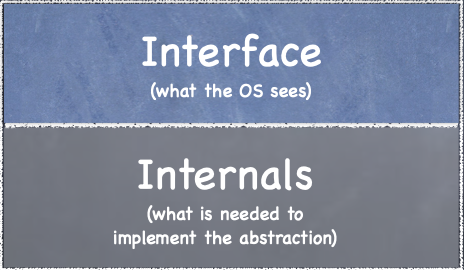 Interface
(what the OS sees)
Internals
(what is needed to
implement the abstraction)